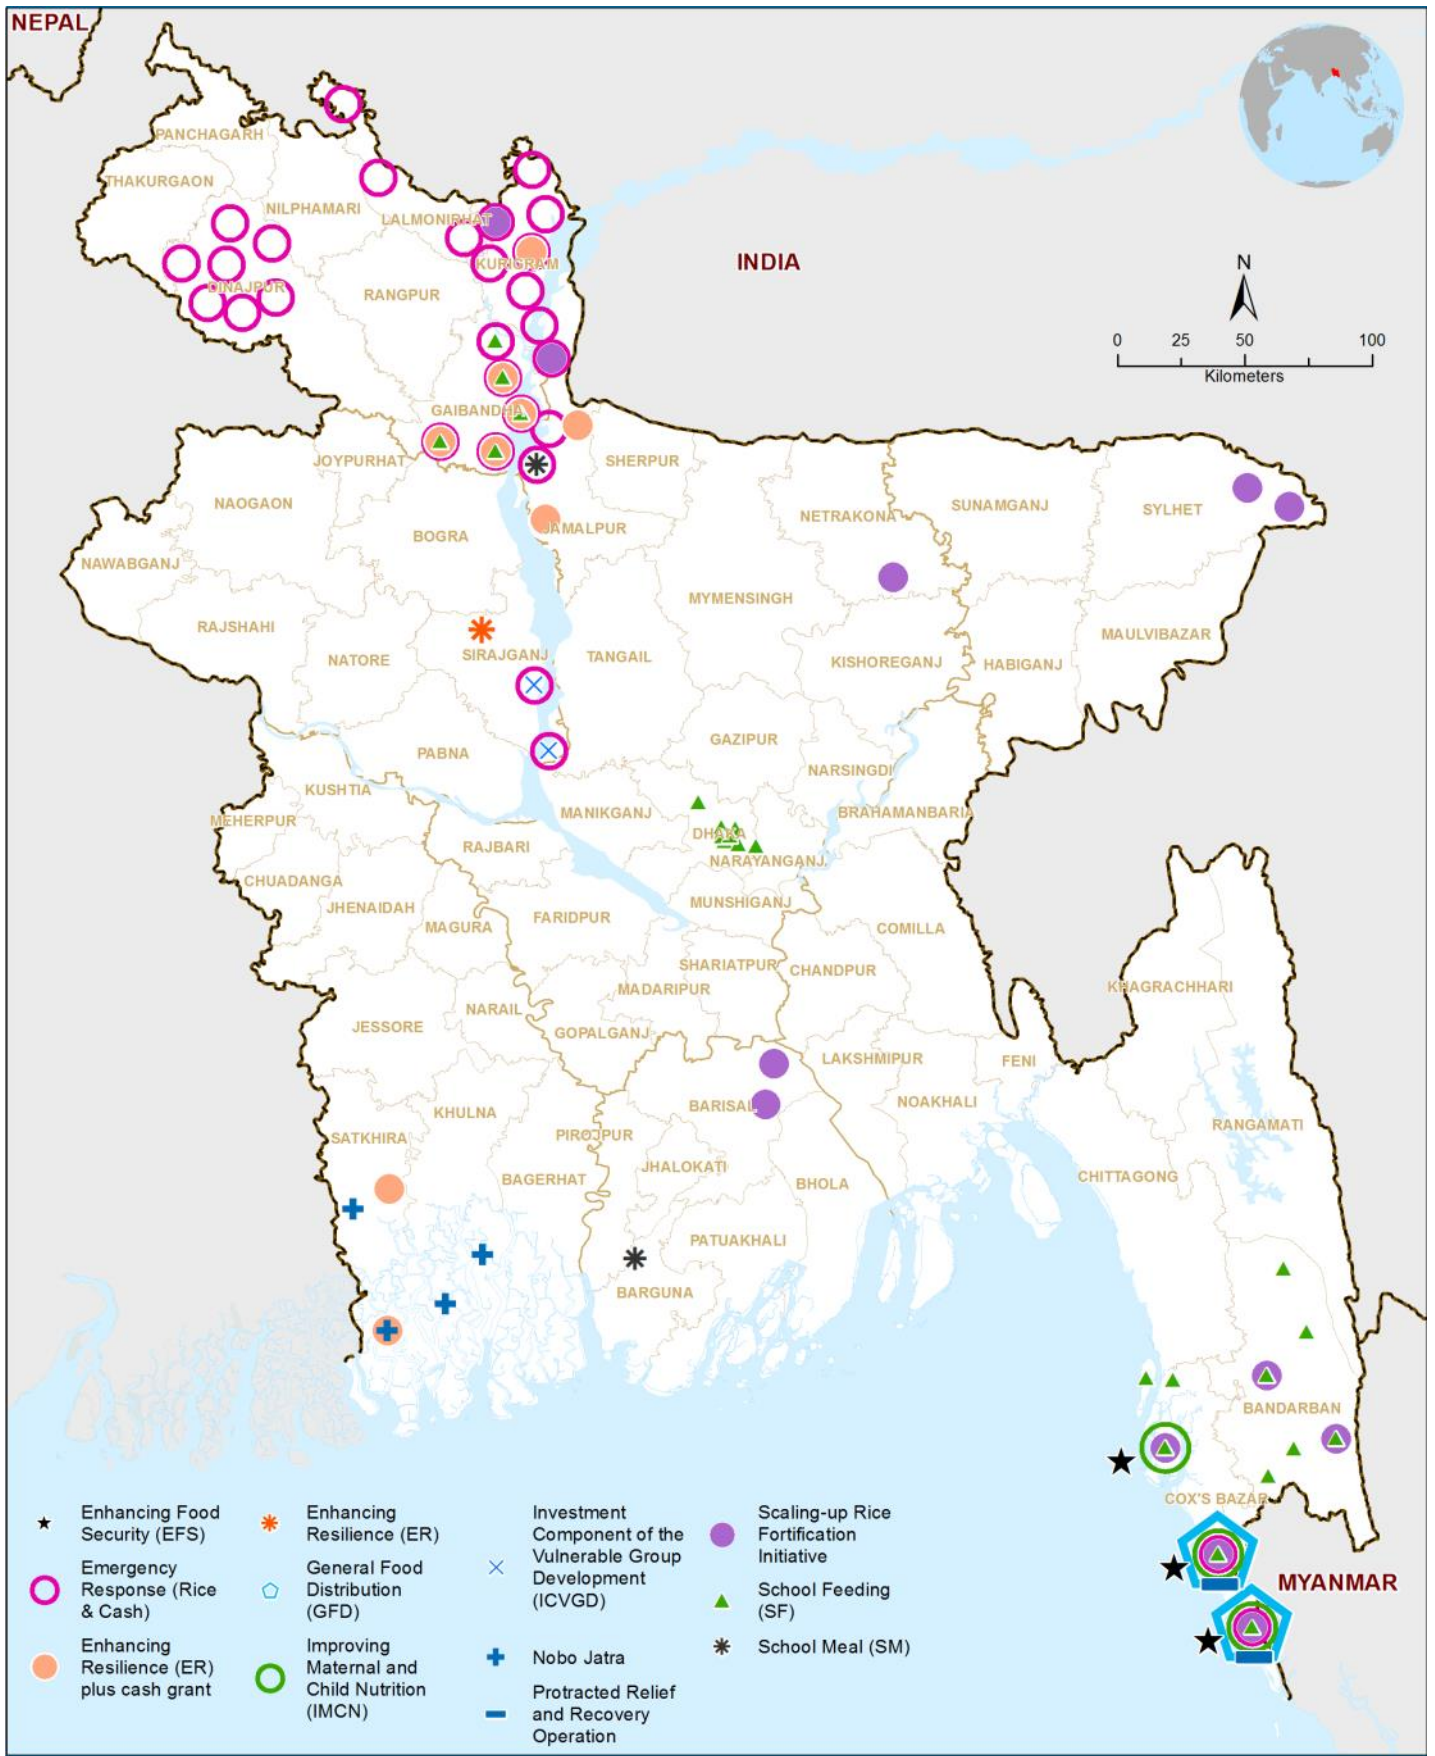 NEPAL
PANCHAGARH
THAKURGAON
NILPHAMARI
LALMONIRHAT
INDIA
N
KURIGRAM
DINAJPUR
RANGPUR
0 25 50 100
Kilometers
GAIBANDHA
JOYPURHAT
SHERPUR
NAOGAON
SUNAMGANJ
SYLHET
NETRAKONA
JAMALPUR
BOGRA
NAWABGANJ
MYMENSINGH
RAJSHAHI
MAULVIBAZAR
SIRAJGANJ
TANGAIL
NATORE
KISHOREGANJ
HABIGANJ
GAZIPUR
PABNA
NARSINGDI
KUSHTIA
MANIKGANJ
BRAHAMANBARIA
MEHERPUR
DHAKA
RAJBARI
NARAYANGANJ
CHUADANGA
MUNSHIGANJ
JHENAIDAH
FARIDPUR
MAGURA
COMILLA
SHARIATPUR
CHANDPUR
KHAGRACHHARI
MADARIPUR
NARAIL
JESSORE
GOPALGANJ
LAKSHMIPUR
FENI
NOAKHALI
BARISAL
KHULNA
RANGAMATI
SATKHIRA
PIROJPUR
JHALOKATI
CHITTAGONG
BAGERHAT
BHOLA
PATUAKHALI
BARGUNA
BANDARBAN
COX'S BAZAR
MYANMAR
Enhancing Food
Security (EFS)
Emergency
Response (Rice
& Cash)
Enhancing
Resilience (ER)
plus cash grant
Enhancing
Resilience (ER)
General Food
Distribution
(GFD)
Improving
Maternal and
Child Nutrition
(IMCN)
Investment
Component of the
Vulnerable Group
Development
(ICVGD)
Nobo Jatra
Protracted Relief
and Recovery
Operation
Scaling-up Rice
Fortification
Initiative
School Feeding
(SF)
School Meal (SM)